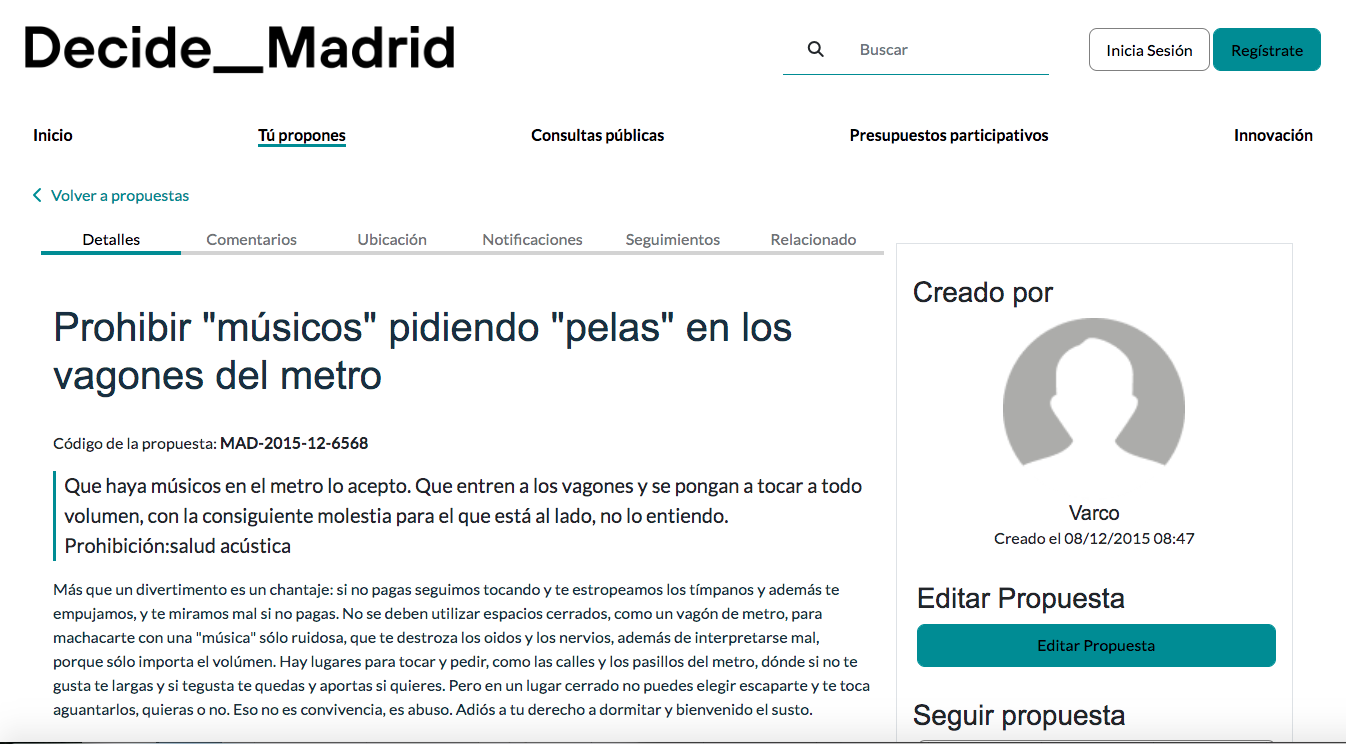 Decide__Madrid
Buscar
Inicia Sesión
Regístrate
Inicio
Tú propones
Consultas públicas
Presupuestos participativos
Innovación
Volver a propuestas
Detalles
Comentarios
Ubicación
Notificaciones
Seguimientos
Relacionado
Prohibir "músicos" pidiendo "pelas" en los
vagones del metro
Código de la propuesta: MAD-2015-12-6568
Que haya músicos en el metro lo acepto. Que entren a los vagones y se pongan a tocar a todo
volumen, con la consiguiente molestia para el que está al lado, no lo entiendo.
Prohibición:salud acústica
Más que un divertimento es un chantaje: si no pagas seguimos tocando y te estropeamos los tímpanos y además te
empujamos, y te miramos mal si no pagas. No se deben utilizar espacios cerrados, como un vagón de metro, para
machacarte con una "música" sólo ruidosa, que te destroza los oidos y los nervios, además de interpretarse mal,
porque sólo importa el volúmen. Hay lugares para tocar y pedir, como las calles y los pasillos del metro, dónde si no te
gusta te largas y si tegusta te quedas y aportas si quieres. Pero en un lugar cerrado no puedes elegir escaparte y te toca
aguantarlos, quieras o no. Eso no es convivencia, es abuso. Adiós a tu derecho a dormitar y bienvenido el susto.
Creado por
Varco
Creado el 08/12/2015 08:47
Editar Propuesta
Editar Propuesta
Seguir propuesta